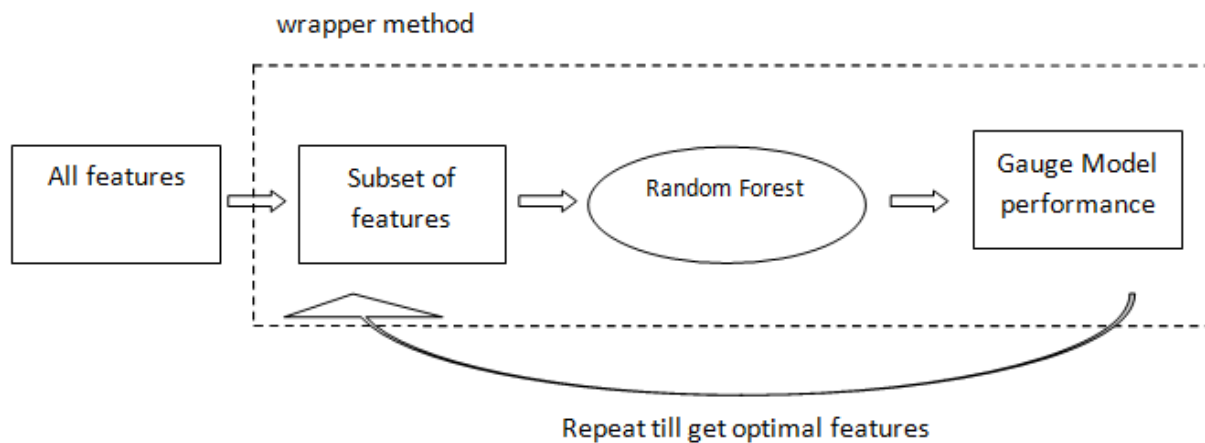 wrapper method
All features
Subset of
features
Random Forest
Gauge Model
performance
Repeat till get optimal features